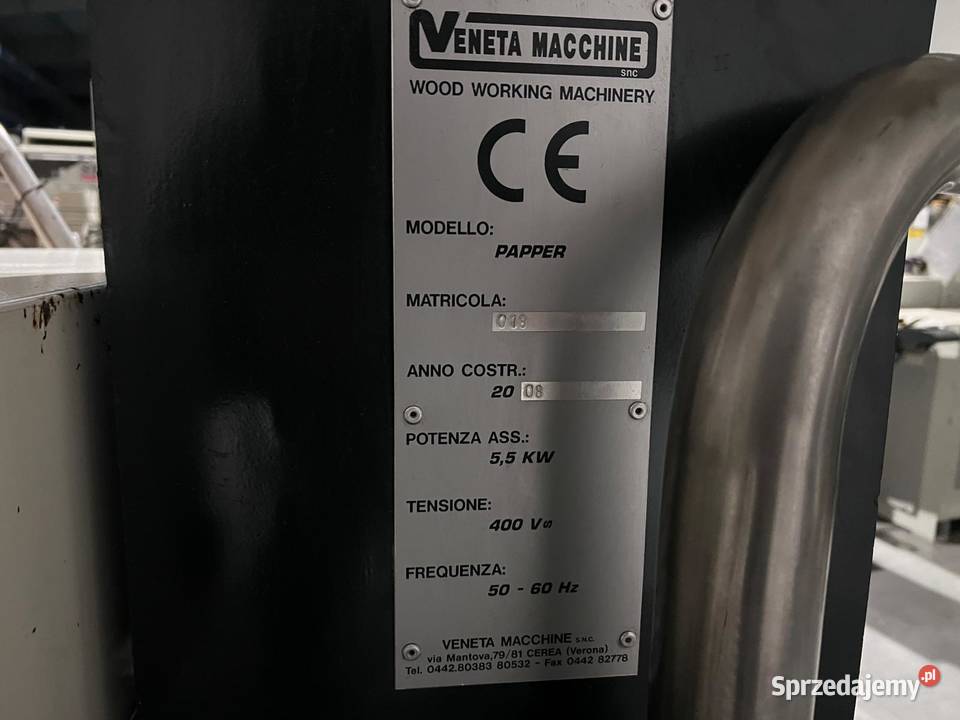 VENETA MACCHINE
snc
WOOD WORKING MACHINERY
CE
MODELLO:
PAPPER
MATRICOLA:
018
ANNO COSTR.:
20 08
POTENZA ASS.:
5,5 KW
TENSIONE:
400 Vs
FREQUENZA:
50 - 60 Hz
VENETA MACCHINE s.n.c.
via Mantova,79/81 CEREA (Verona)
Tel. 0442.80383 80532 - Fax 0442 82778
Sprzedajemy.pl